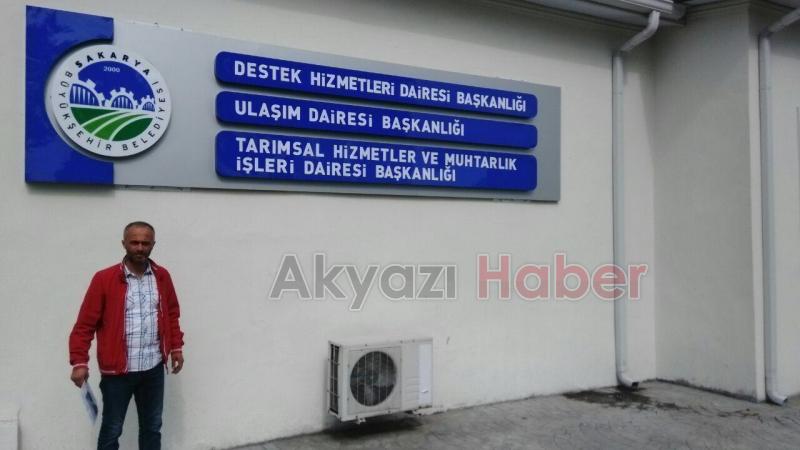 SAKARYA
2000
BÜYÜKŞEHİR BELEDİYESİ
DESTEK HİZMETLERİ DAİRESİ BAŞKANLIĞI
ULAŞIM DAİRESİ BAŞKANLIĞI
TARIMSAL HİZMETLER VE MUHTARLIK
İŞLERİ DAİRESİ BAŞKANLIĞI
Akyazı Haber